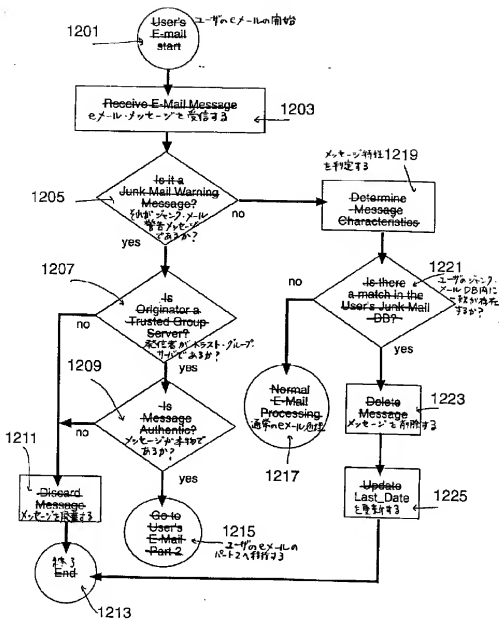 1201
User's
E-mail
start
ユーザのeメールの開始
Receive E-Mail Message
eメール・メッセージを受信する
1203
1205
Is it a
Junk Mail Warning
Message?
それがジャンク・メール
警告メッセージ
であるか?
no
yes
メッセージ特性
を判定する
1219
Determine
Message
Characteristics
1207
Is
Originator a
Trusted Group
Server?
配信者がトラスト・グループ・
サーバであるか?
no
yes
1221
Is there
a match in the
User's Junk Mail
DB?
ユーザのジャンク・
メールDB内に
一致が存在
するか?
no
yes
1209
Is
Message
Authentic?
メッセージが本物で
あるか?
no
yes
Normal
E-Mail
Processing
通常のeメール処理
1217
Delete
Message
メッセージを削除する
1223
1211
Discard
Message
メッセージを廃棄する
Go to
User's
E-Mail
Part 2
1215
ユーザのeメールの
パート2へ移行する
Update
Last_Date
を更新する
1225
終了
End
1213